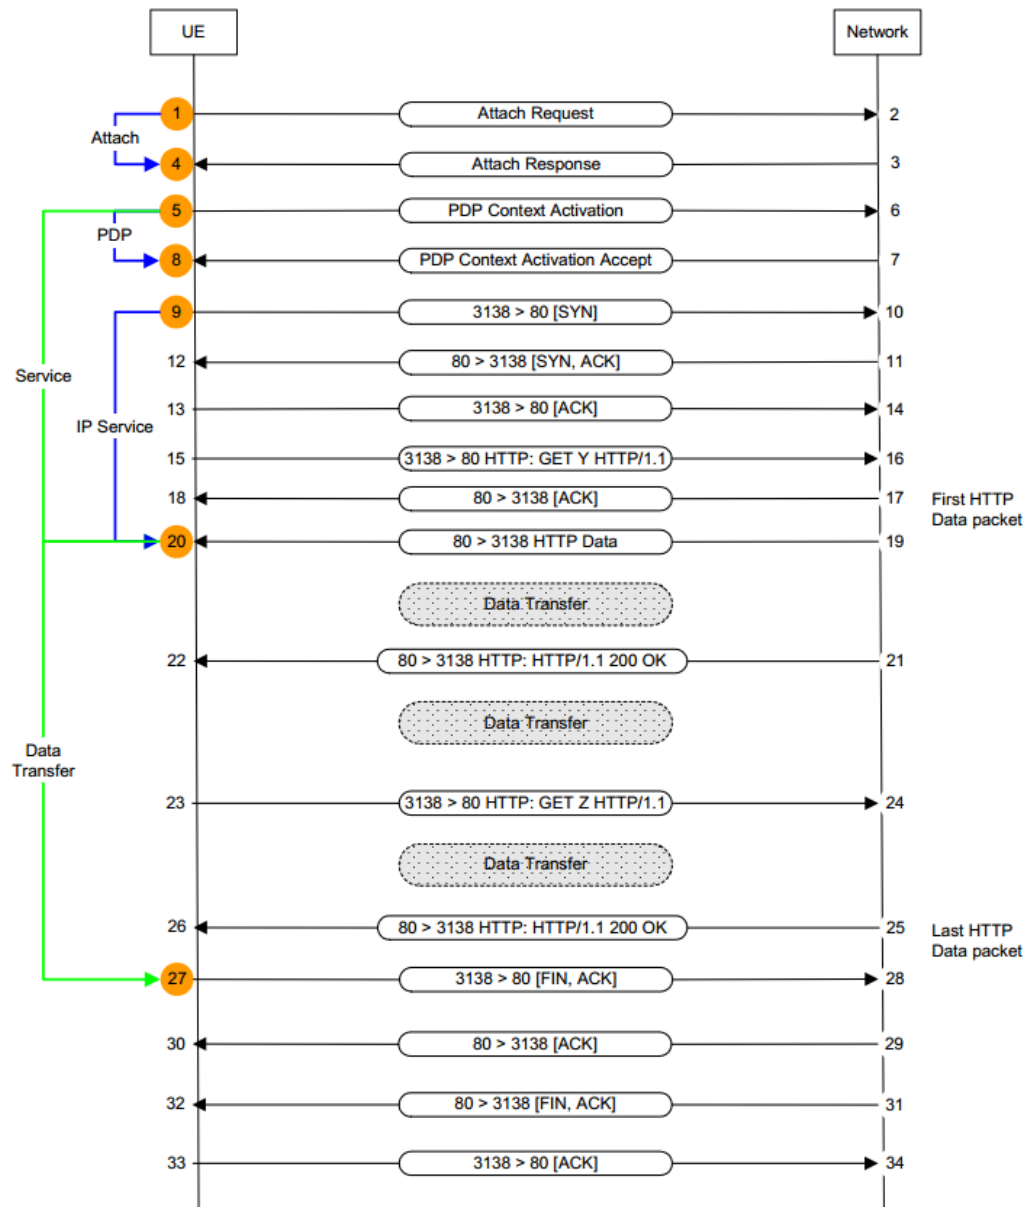 UE
Network
1
Attach Request
2
Attach
4
Attach Response
3
5
PDP Context Activation
6
PDP
8
PDP Context Activation Accept
7
9
3138 > 80 [SYN]
10
12
80 > 3138 [SYN, ACK]
11
Service
13
3138 > 80 [ACK]
14
IP Service
15
3138 > 80 HTTP: GET Y HTTP/1.1
16
18
80 > 3138 [ACK]
17
First HTTP
Data packet
20
80 > 3138 HTTP Data
19
Data Transfer
22
80 > 3138 HTTP: HTTP/1.1 200 OK
21
Data Transfer
Data
Transfer
23
3138 > 80 HTTP: GET Z HTTP/1.1
24
Data Transfer
26
80 > 3138 HTTP: HTTP/1.1 200 OK
25
Last HTTP
Data packet
27
3138 > 80 [FIN, ACK]
28
30
80 > 3138 [ACK]
29
32
80 > 3138 [FIN, ACK]
31
33
3138 > 80 [ACK]
34